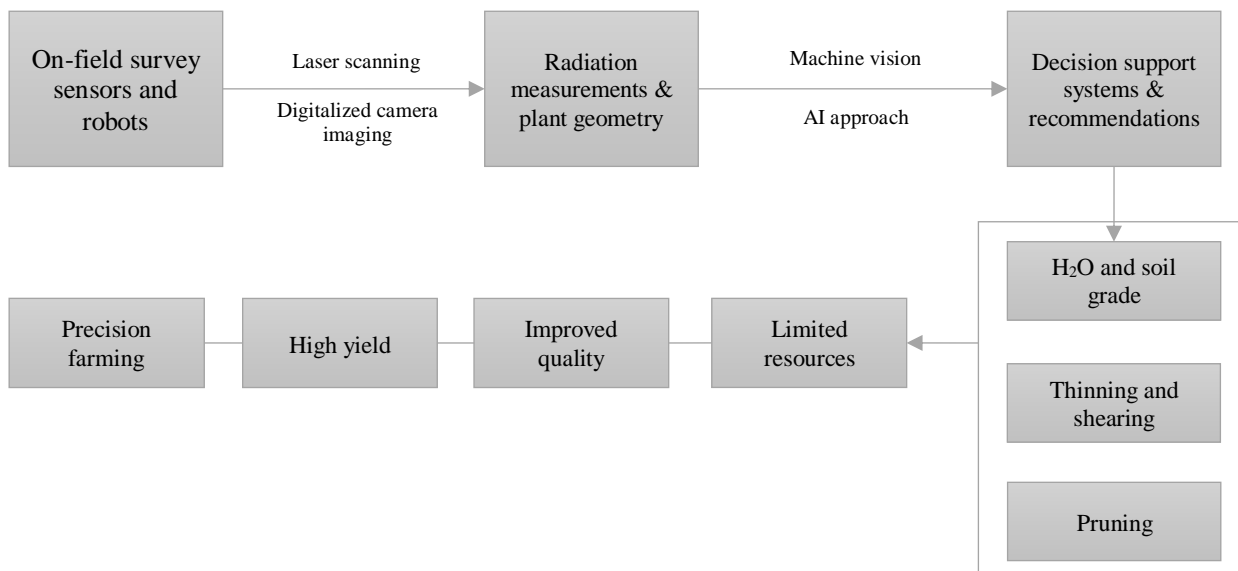 On-field survey
sensors and
robots
Laser scanning
Digitalized camera
imaging
Radiation
measurements &
plant geometry
Machine vision
AI approach
Decision support
systems &
recommendations
H₂O and soil
grade
Thinning and
shearing
Pruning
Limited
resources
Improved
quality
High yield
Precision
farming